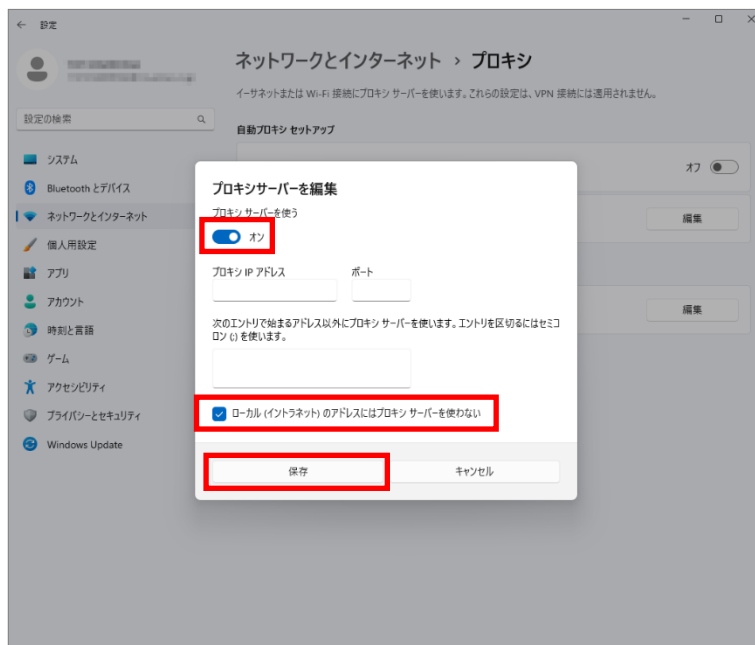 設定
ネットワークとインターネット › プロキシ
イーサネットまたは Wi-Fi 接続にプロキシ サーバーを使います。これらの設定は、VPN 接続には適用されません。
設定の検索
自動プロキシ セットアップ
システム
オフ
Bluetooth とデバイス
ネットワークとインターネット
編集
個人用設定
アプリ
アカウント
編集
時刻と言語
ゲーム
アクセシビリティ
プライバシーとセキュリティ
Windows Update
プロキシサーバーを編集
プロキシ サーバーを使う
オン
プロキシ IP アドレス ポート
次のエントリで始まるアドレス以外にプロキシ サーバーを使います。エントリを区切るにはセミコ
ロン (;) を使います。
ローカル (イントラネット) のアドレスにはプロキシ サーバーを使わない
保存 キャンセル